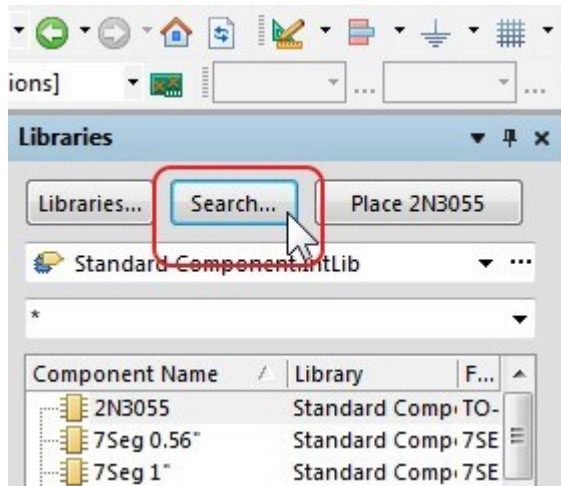 ions]
...
...
Libraries
Libraries... Search... Place 2N3055
Standard Component.IntLib ...
*
Component Name Library F...
2N3055 Standard Comp TO-
7Seg 0.56" Standard Comp 7SE
7Seg 1" Standard Comp 7SE